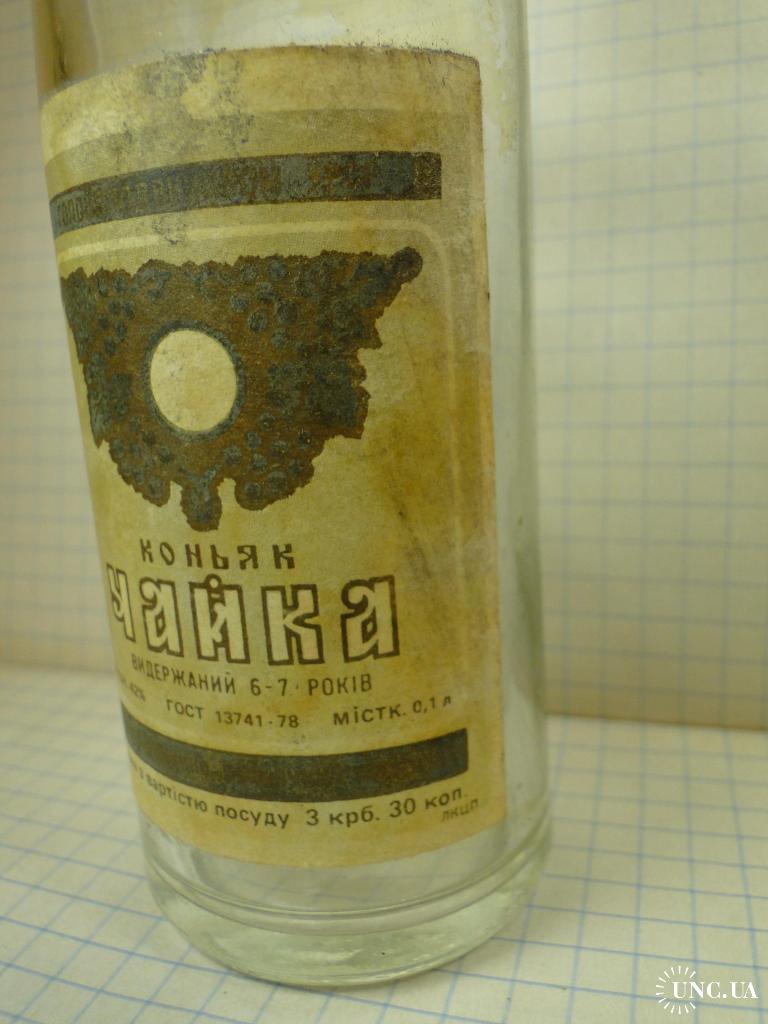 КОНЬЯК
ЧАЙКА
ВИДЕРЖАНИЙ 6-7 РОКІВ
42% ГОСТ 13741-78 МІСТК. 0,1 л
з вартістю посуду 3 крб. 30 коп.
ЛКЦП
UNC.UA